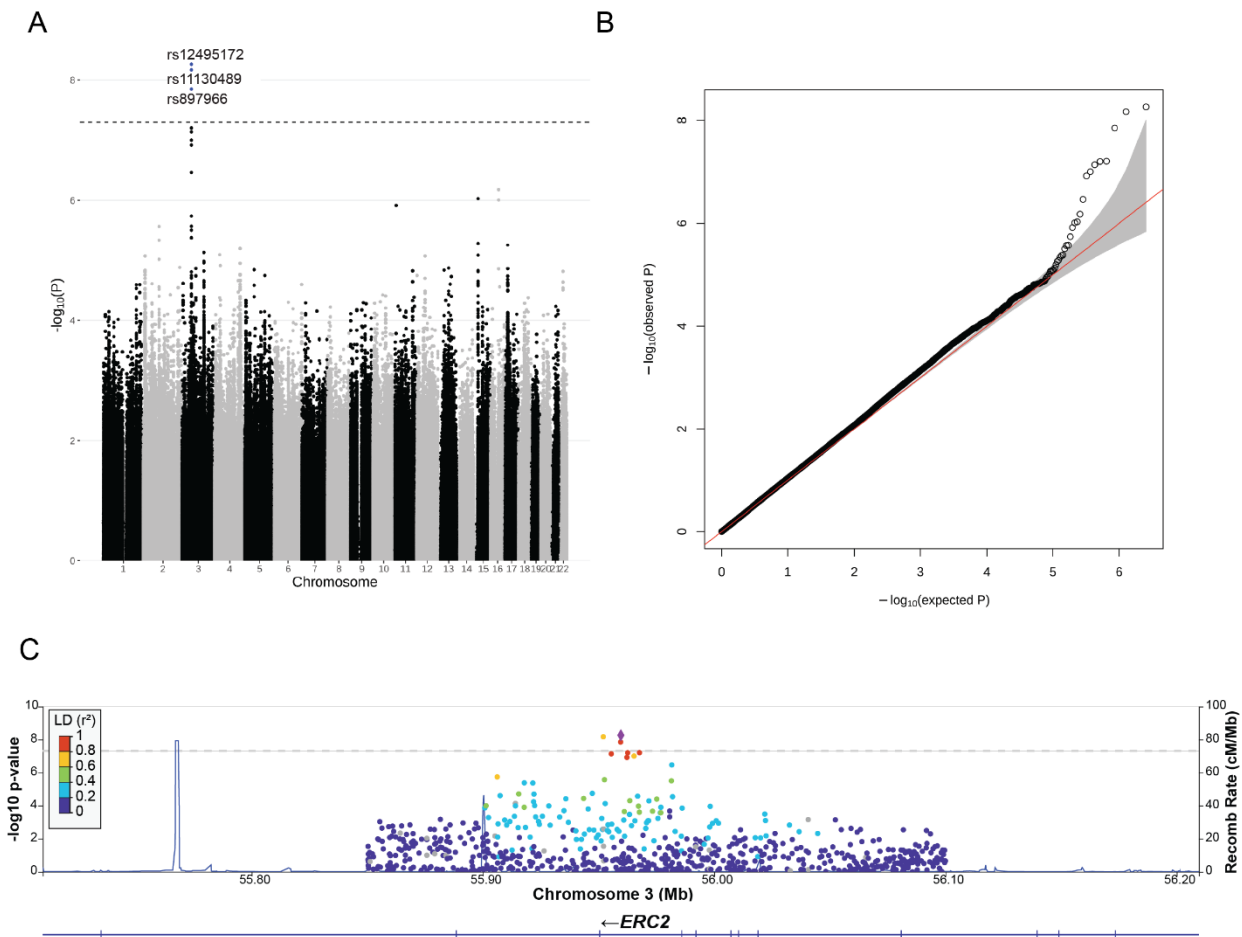 A
rs12495172
rs11130489
rs897966
8
6
4
2
0
-log10(P)
1 2 3 4 5 6 7 8 9 10 11 12 13 14 15 16 17 18 19 20 21 22
Chromosome
B
8
6
4
2
0
−log10(observed P)
0 1 2 3 4 5 6
−log10(expected P)
C
10
8
6
4
2
0
-log10 p-value
LD (r²)
1
0.8
0.6
0.4
0.2
0
100
80
60
40
20
0
Recomb Rate (cM/Mb)
55.80 55.90 56.00 56.10 56.20
Chromosome 3 (Mb)
←ERC2